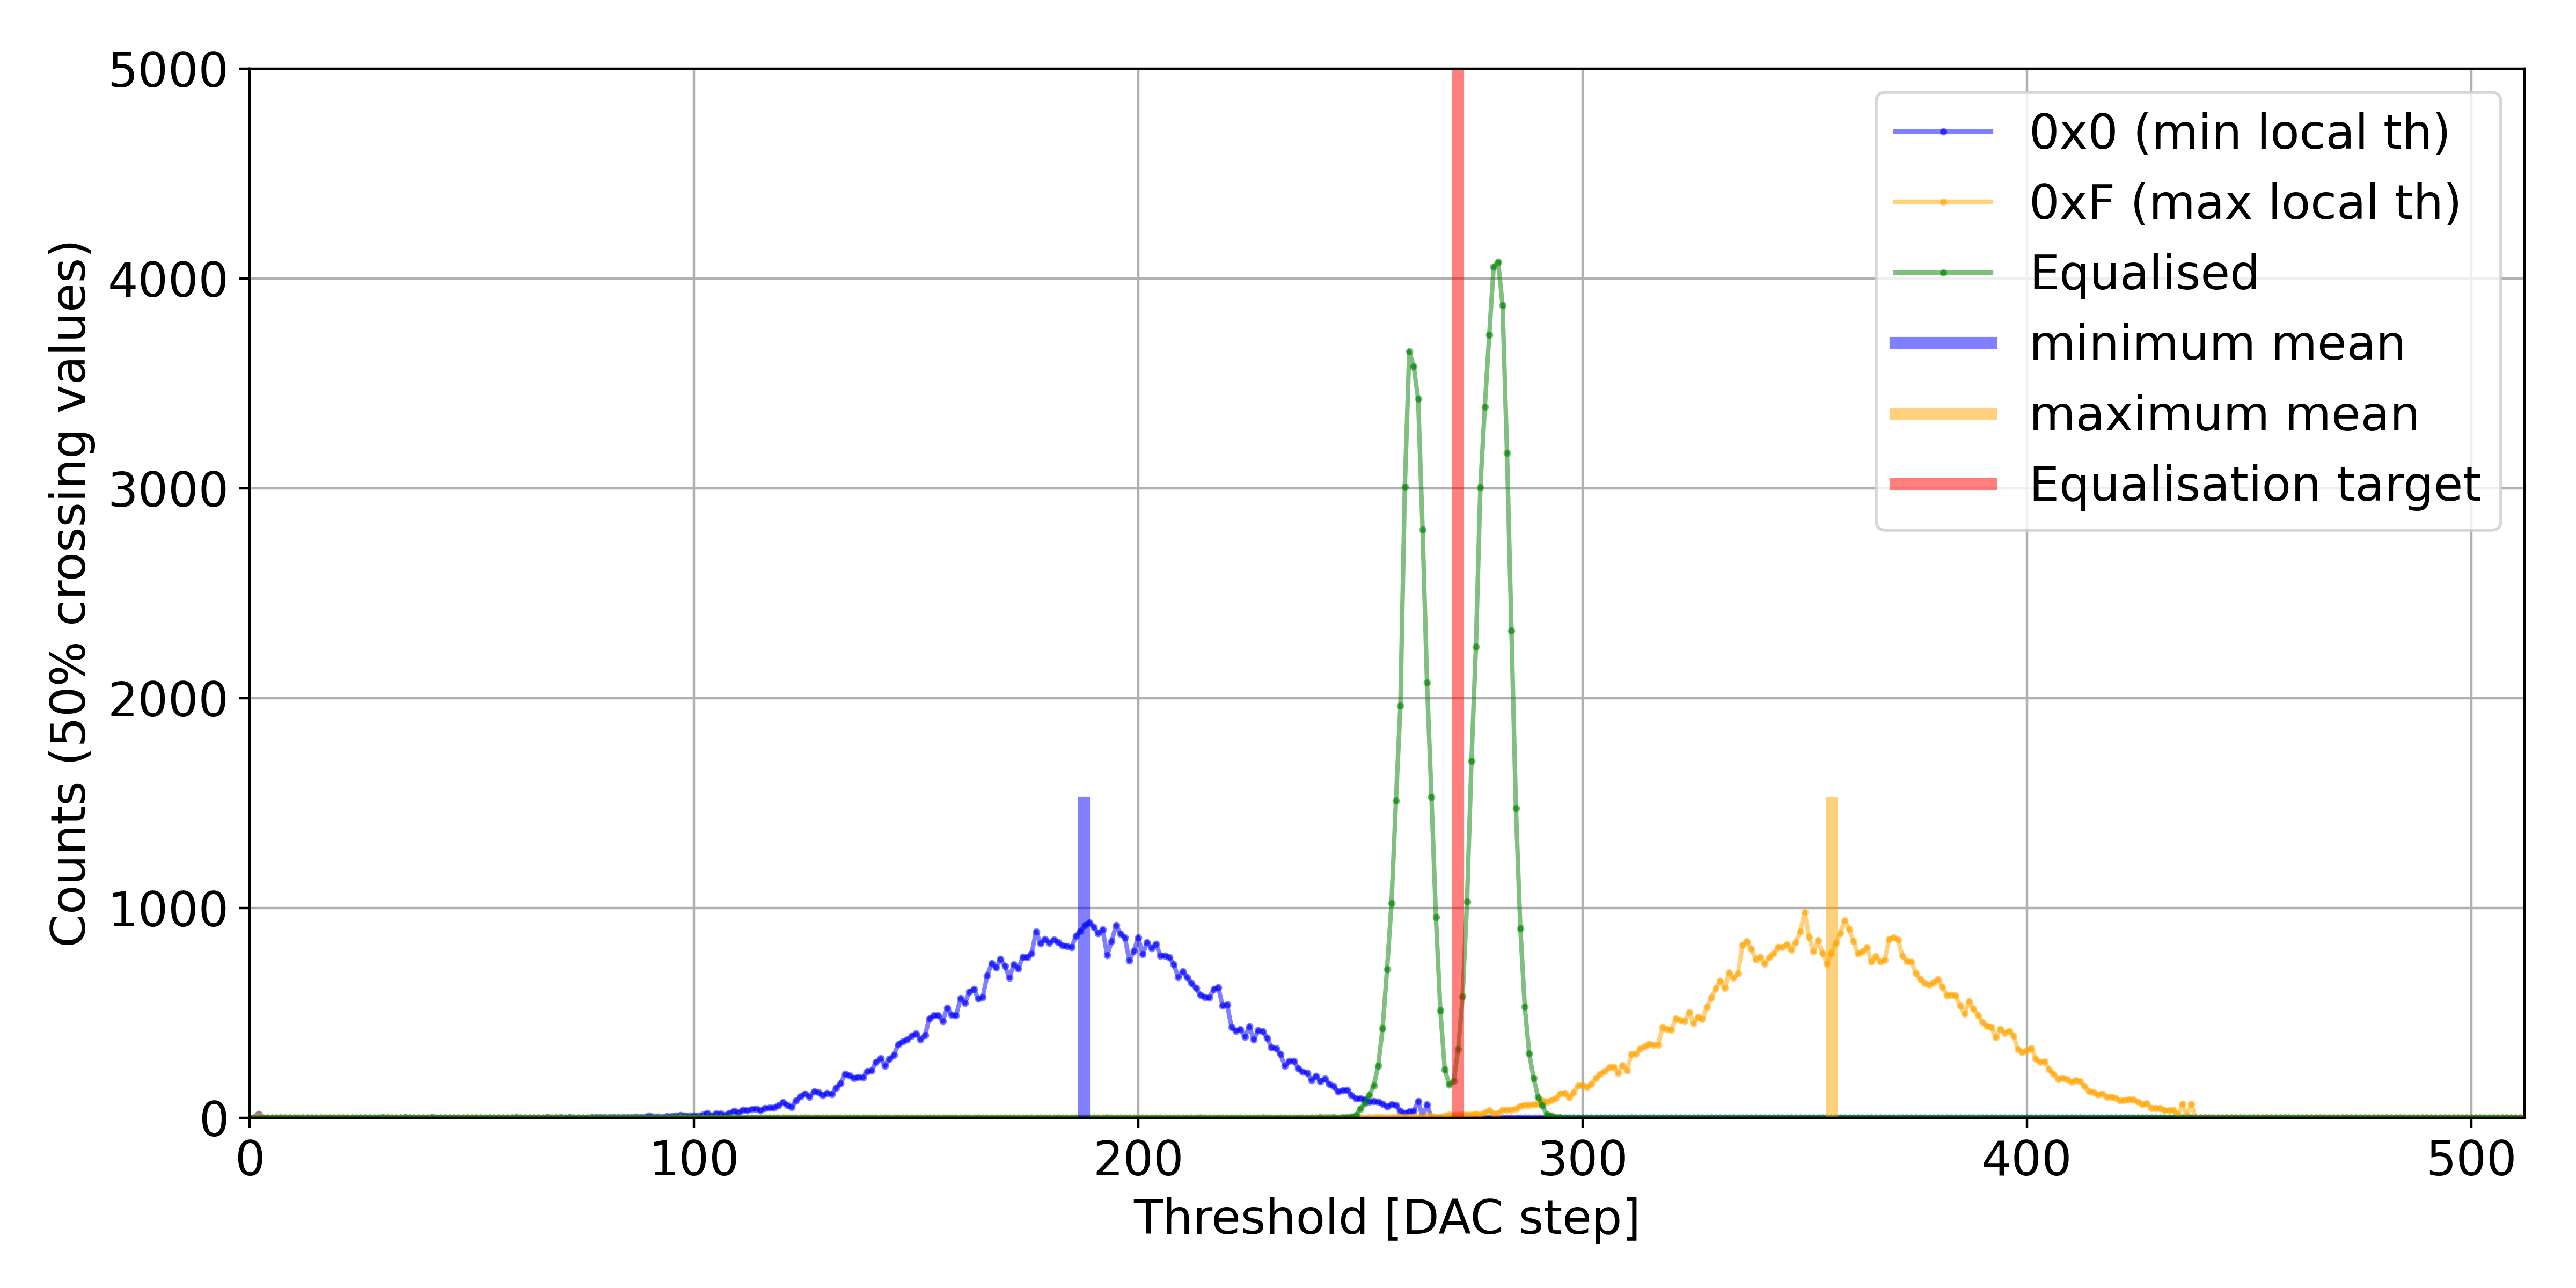 5000
4000
3000
2000
1000
0
Counts (50% crossing values)
0x0 (min local th)
0xF (max local th)
Equalised
minimum mean
maximum mean
Equalisation target
0 100 200 300 400 500
Threshold [DAC step]